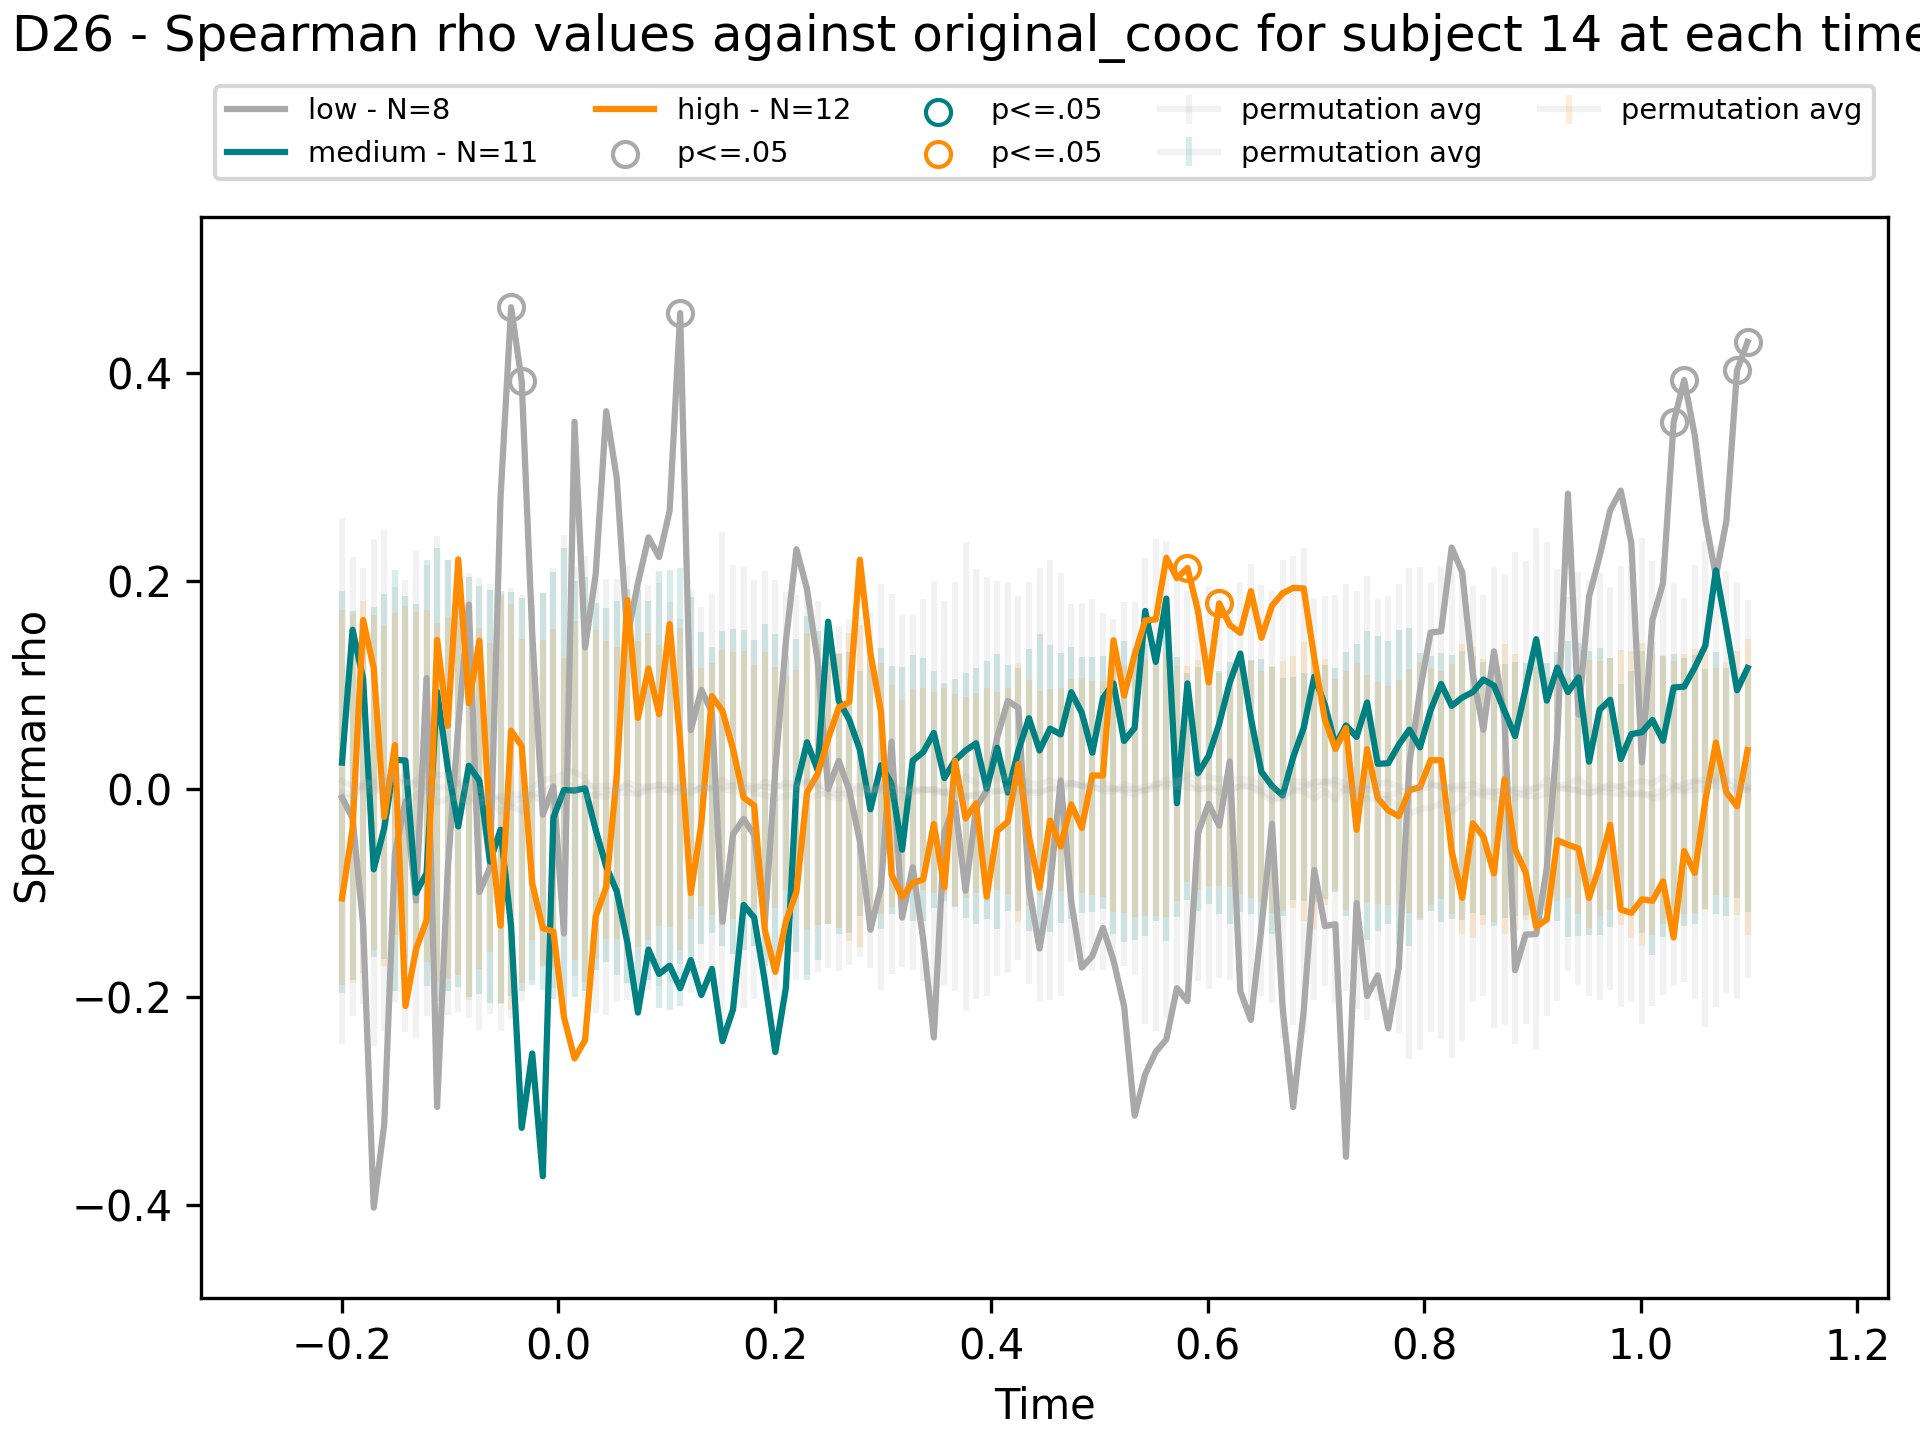 D26 - Spearman rho values against original_cooc for subject 14 at each time
low - N=8
medium - N=11
high - N=12
p<=.05
p<=.05
p<=.05
permutation avg
permutation avg
permutation avg
Spearman rho
0.4
0.2
0.0
−0.2
−0.4
−0.2 0.0 0.2 0.4 0.6 0.8 1.0 1.2
Time